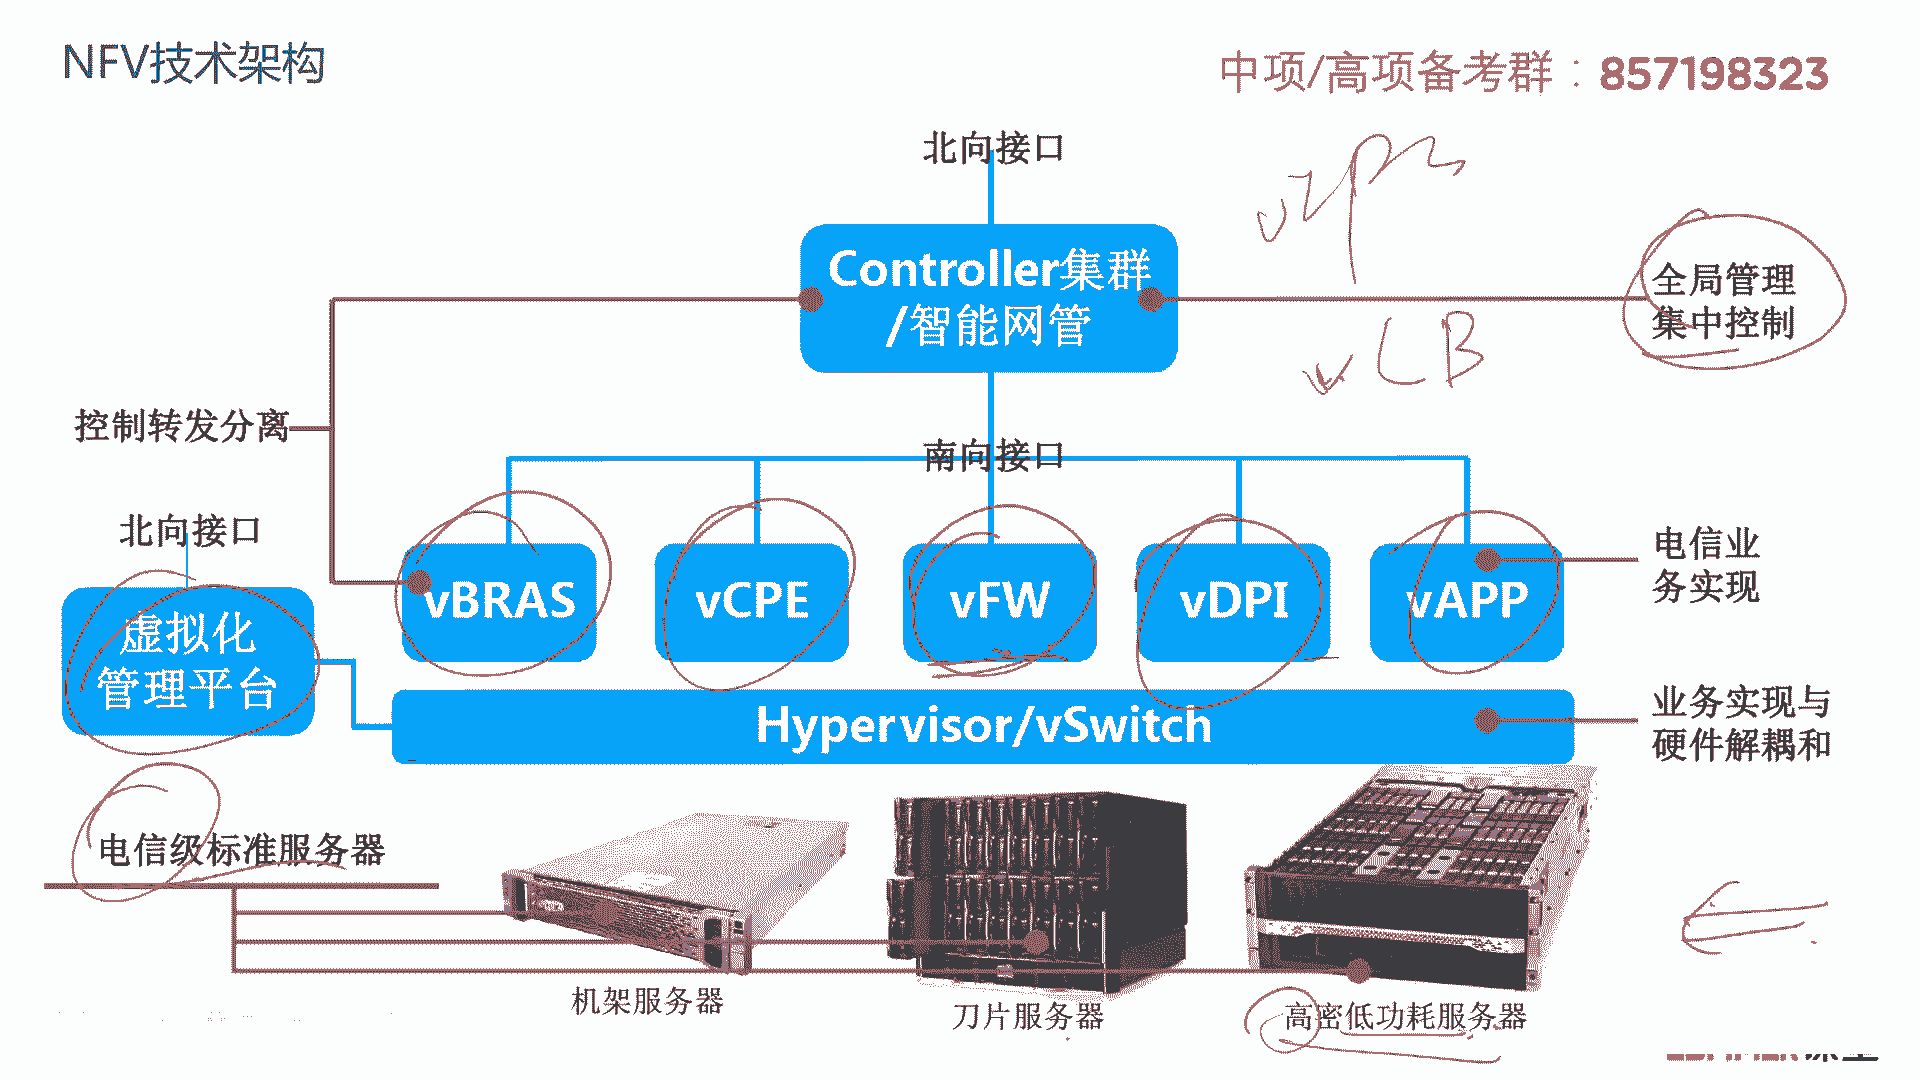 NFV技术架构
中项/高项备考群：857198323
北向接口
Controller集群
/智能网管
全局管理
集中控制
LB
控制转发分离
南向接口
北向接口
vBRAS
vCPE
vFW
vDPI
vAPP
电信业
务实现
虚拟化
管理平台
Hypervisor/vSwitch
业务实现与
硬件解耦和
电信级标准服务器
机架服务器
刀片服务器
高密低功耗服务器